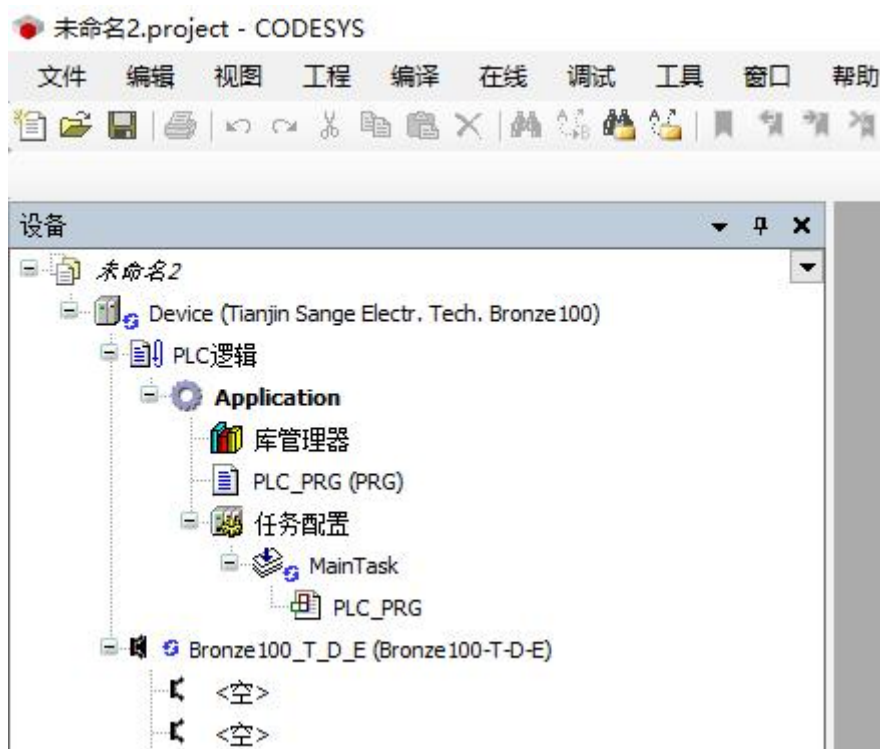 未命名2.project - CODESYS
文件 编辑 视图 工程 编译 在线 调试 工具 窗口 帮助
设备
未命名2
Device (Tianjin Sange Electr. Tech. Bronze100)
PLC逻辑
Application
库管理器
PLC_PRG (PRG)
任务配置
MainTask
PLC_PRG
Bronze100_T_D_E (Bronze100-T-D-E)
<空>
<空>